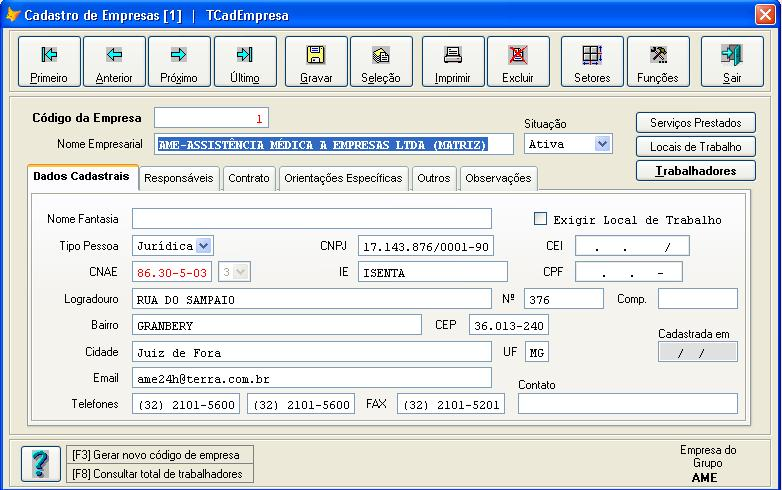 Cadastro de Empresas [1] | TCadEmpresa
Primeiro Anterior Próximo Último Gravar Seleção Imprimir Excluir Setores Funções Sair
Código da Empresa 1
Situação
Serviços Prestados
Nome Empresarial AME-ASSISTÊNCIA MÉDICA A EMPRESAS LTDA (MATRIZ) Ativa
Locais de Trabalho
Trabalhadores
Dados Cadastrais Responsáveis Contrato Orientações Específicas Outros Observações
Nome Fantasia Exigir Local de Trabalho
Tipo Pessoa Jurídica CNPJ 17.143.876/0001-90 CEI . . /
CNAE 86.30-5-03 3 IE ISENTA CPF . . -
Logradouro RUA DO SAMPAIO Nº 376 Comp.
Bairro GRANBERY CEP 36.013-240
Cadastrada em
Cidade Juiz de Fora UF MG / /
Email ame24h@terra.com.br
Contato
Telefones (32) 2101-5600 (32) 2101-5600 FAX (32) 2101-5201
[F3] Gerar novo código de empresa
[F8] Consultar total de trabalhadores
Empresa do
Grupo
AME